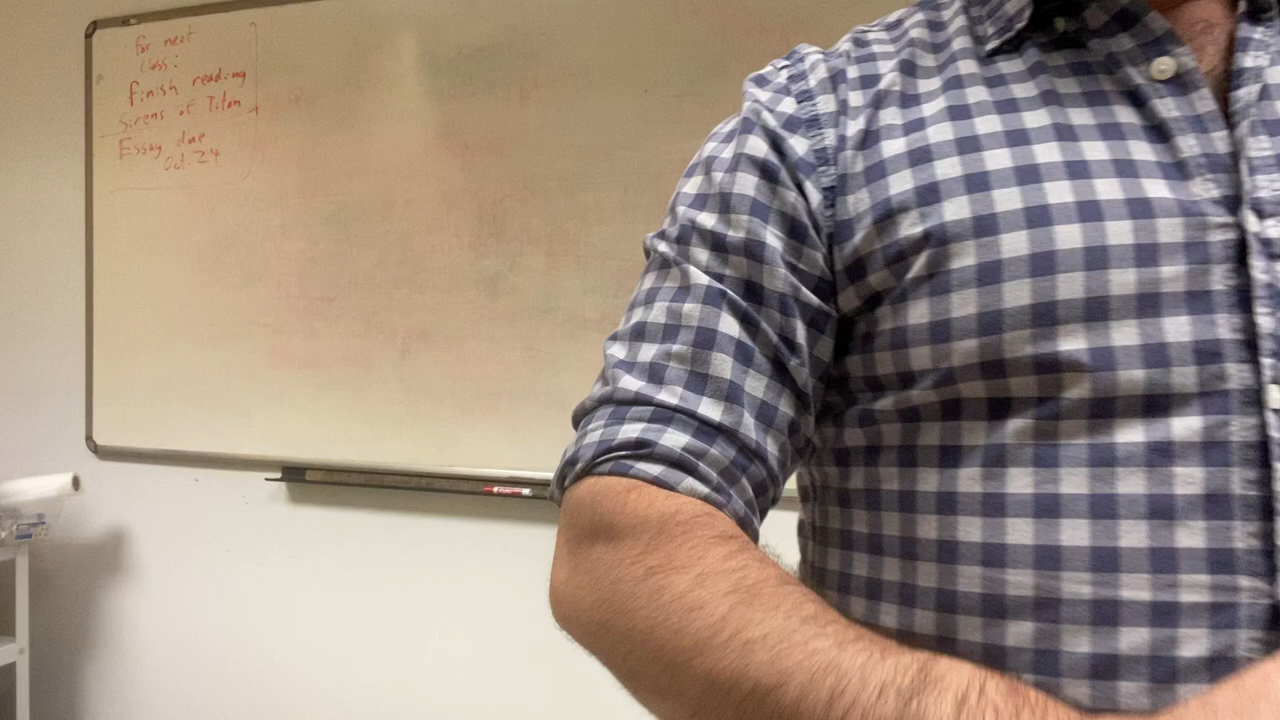 for next
class:
finish reading
Sirens of Titan
Essay due
Oct. 24